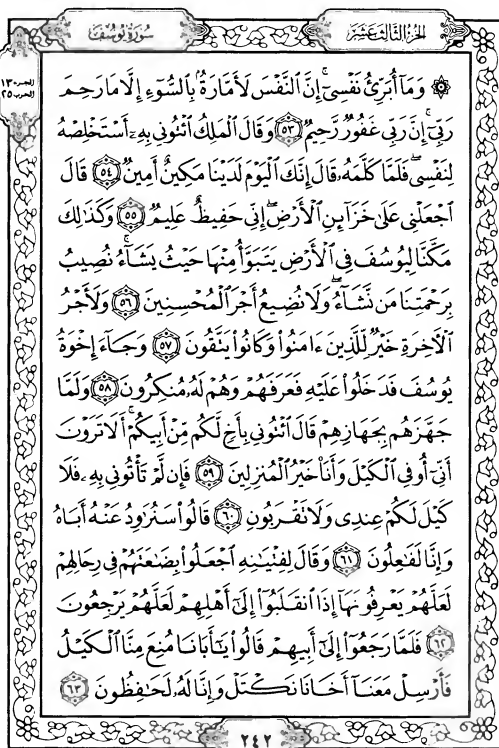 الجزء الثالث عشر
سورة يوسف
الجزء ١٣
الحزب ٢٥
۞ وَمَآ أُبَرِّئُ نَفْسِىٓ ۚ إِنَّ ٱلنَّفْسَ لَأَمَّارَةٌۢ بِٱلسُّوٓءِ إِلَّا مَا رَحِمَ
رَبِّىٓ ۚ إِنَّ رَبِّى غَفُورٌ رَّحِيمٌ ٥٣ وَقَالَ ٱلْمَلِكُ ٱئْتُونِى بِهِۦٓ أَسْتَخْلِصْهُ
لِنَفْسِى ۖ فَلَمَّا كَلَّمَهُۥ قَالَ إِنَّكَ ٱلْيَوْمَ لَدَيْنَا مَكِينٌ أَمِينٌ ٥٤ قَالَ
ٱجْعَلْنِى عَلَىٰ خَزَآئِنِ ٱلْأَرْضِ ۖ إِنِّى حَفِيظٌ عَلِيمٌ ٥٥ وَكَذَٰلِكَ
مَكَّنَّا لِيُوسُفَ فِى ٱلْأَرْضِ يَتَبَوَّأُ مِنْهَا حَيْثُ يَشَآءُ ۚ نُصِيبُ
بِرَحْمَتِنَا مَن نَّشَآءُ ۖ وَلَا نُضِيعُ أَجْرَ ٱلْمُحْسِنِينَ ٥٦ وَلَأَجْرُ
ٱلْأَخِرَةِ خَيْرٌ لِّلَّذِينَ ءَامَنُوا۟ وَكَانُوا۟ يَتَّقُونَ ٥٧ وَجَآءَ إِخْوَةُ
يُوسُفَ فَدَخَلُوا۟ عَلَيْهِ فَعَرَفَهُمْ وَهُمْ لَهُۥ مُنكِرُونَ ٥٨ وَلَمَّا
جَهَّزَهُم بِجَهَازِهِمْ قَالَ ٱئْتُونِى بِأَخٍ لَّكُم مِّنْ أَبِيكُمْ ۚ أَلَا تَرَوْنَ
أَنِّىٓ أُوفِى ٱلْكَيْلَ وَأَنَا۠ خَيْرُ ٱلْمُنزِلِينَ ٥٩ فَإِن لَّمْ تَأْتُونِى بِهِۦ فَلَا
كَيْلَ لَكُمْ عِندِى وَلَا تَقْرَبُونِ ٦٠ قَالُوا۟ سَنُرَٰوِدُ عَنْهُ أَبَاهُ
وَإِنَّا لَفَٰعِلُونَ ٦١ وَقَالَ لِفِتْيَٰنِهِ ٱجْعَلُوا۟ بِضَٰعَتَهُمْ فِى رِحَالِهِمْ
لَعَلَّهُمْ يَعْرِفُونَهَآ إِذَا ٱنقَلَبُوٓا۟ إِلَىٰٓ أَهْلِهِمْ لَعَلَّهُمْ يَرْجِعُونَ
٦٢ فَلَمَّا رَجَعُوٓا۟ إِلَىٰٓ أَبِيهِمْ قَالُوا۟ يَٰٓأَبَانَا مُنِعَ مِنَّا ٱلْكَيْلُ
فَأَرْسِلْ مَعَنَآ أَخَانَا نَكْتَلْ وَإِنَّا لَهُۥ لَحَٰفِظُونَ ٦٣
٢٤٢